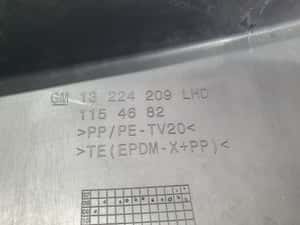 GM 13 224 209 LHD
115 46 82
>PP/PE-TV20<
>TE(EPDM-X+PP)<